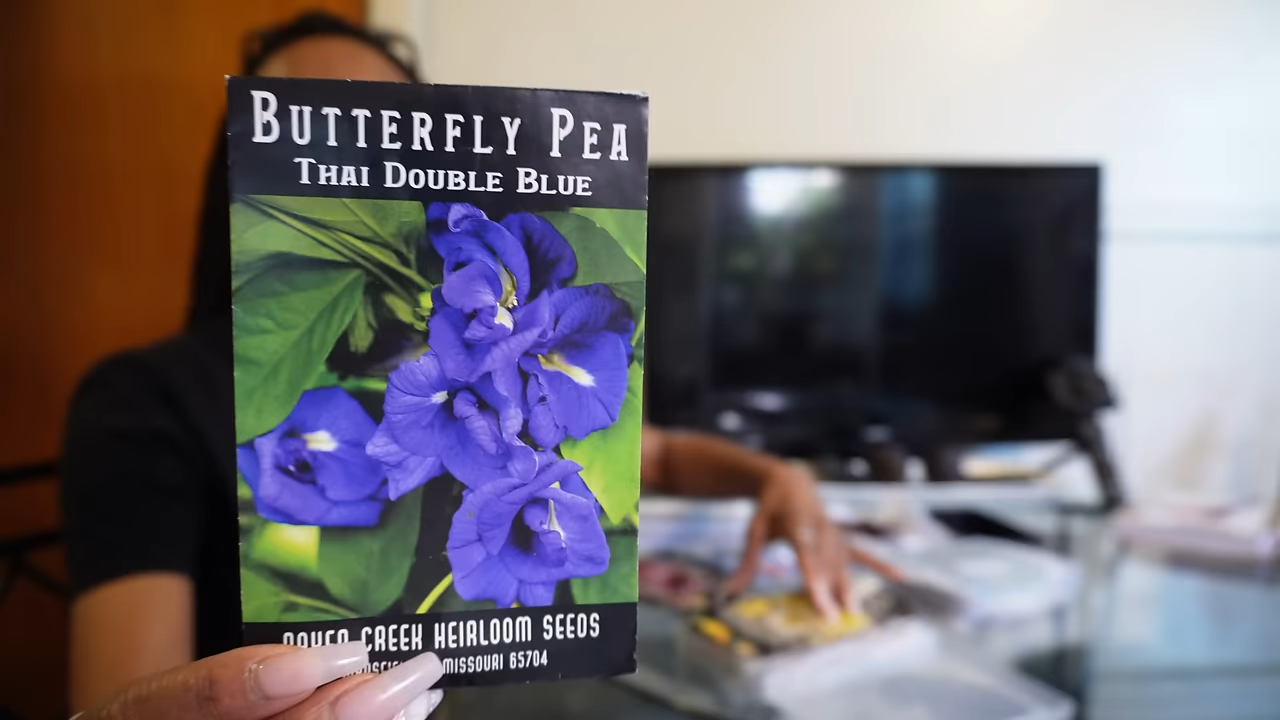 Butterfly Pea
Thai Double Blue
Creek Heirloom Seeds
Missouri 65704